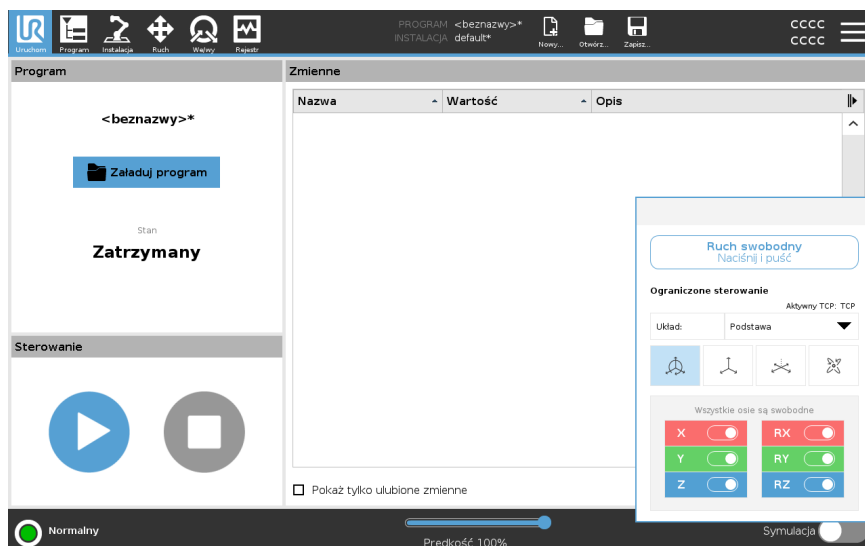 UR
Uruchom
Program
Instalacja
Ruch
We/wy
Rejestr
PROGRAM <beznazwy>*
INSTALACJA default*
Nowy...
Otwórz...
Zapisz...
CCCC
CCCC
Program
<beznazwy>*
Załaduj program
Stan
Zatrzymany
Sterowanie
Zmienne
Nazwa
Wartość
Opis
Pokaż tylko ulubione zmienne
Ruch swobodny
Naciśnij i puść
Ograniczone sterowanie
Aktywny TCP: TCP
Układ: Podstawa
Wszystkie osie są swobodne
X RX
Y RY
Z RZ
Normalny
Prędkość 100%
Symulacja